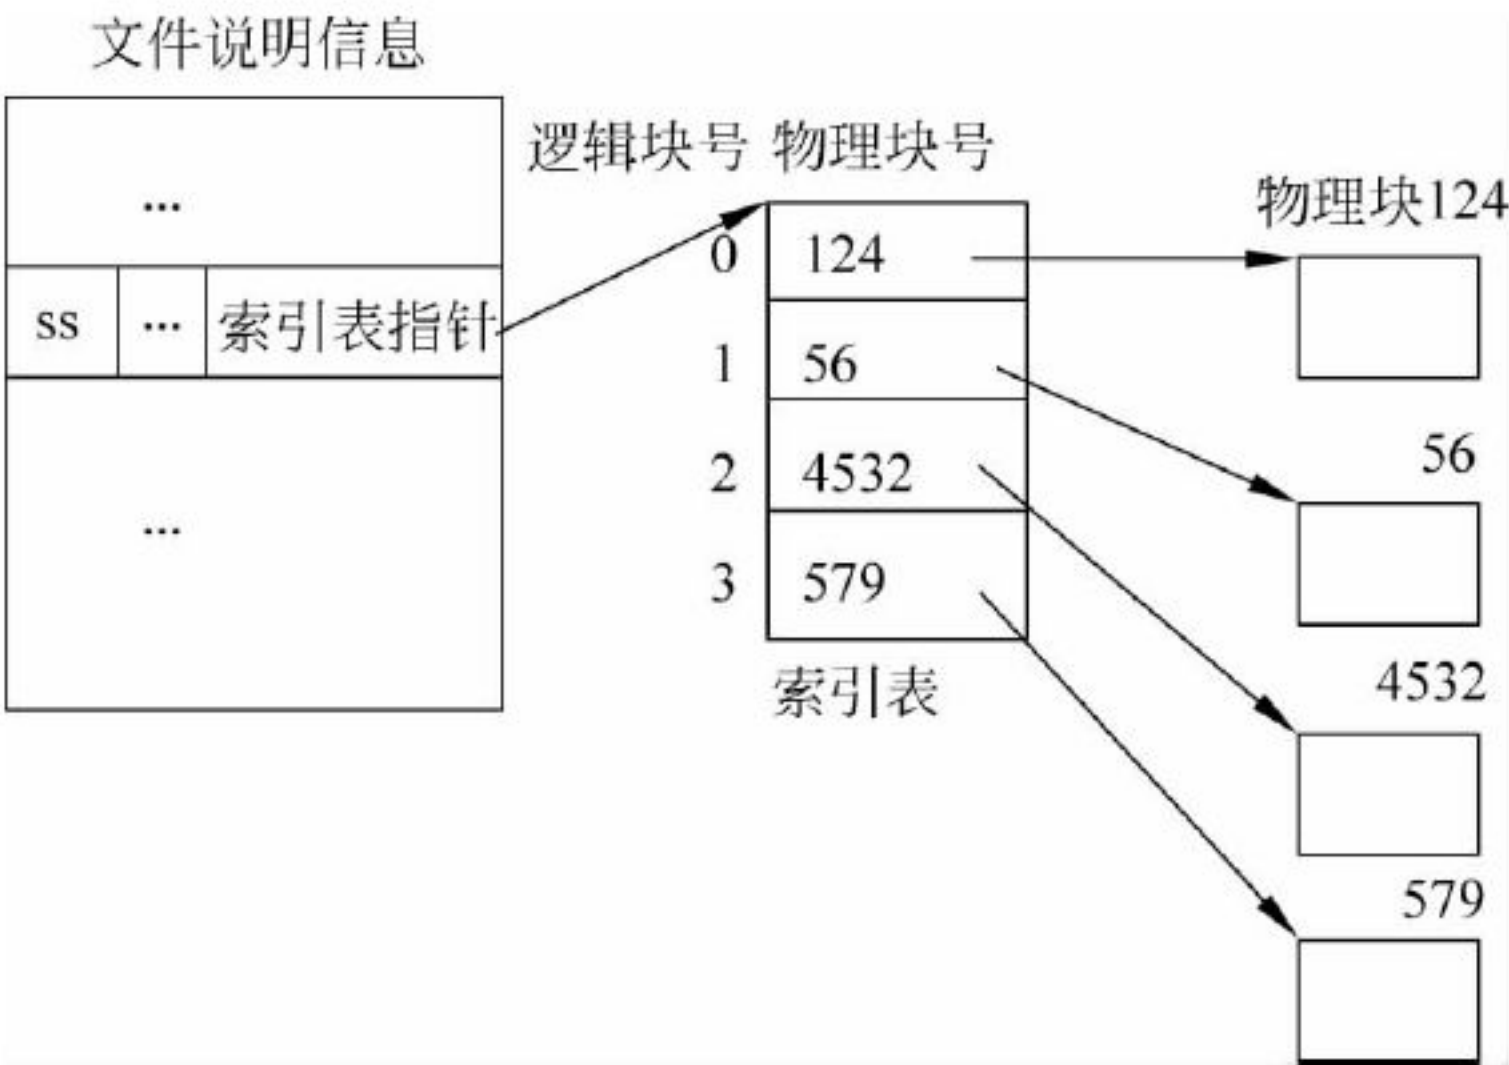 文件说明信息
逻辑块号 物理块号
...
物理块124
0 124
ss ... 索引表指针
1 56
56
2 4532
...
3 579
4532
索引表
579